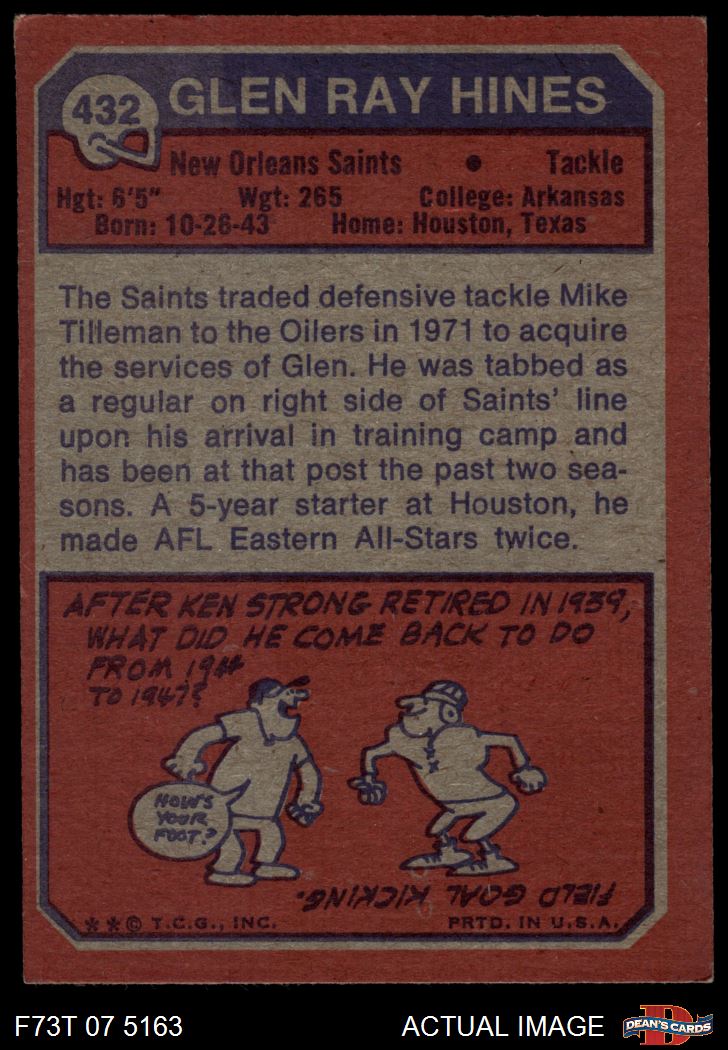 432
GLEN RAY HINES
New Orleans Saints • Tackle
Hgt: 6'5" Wgt: 265 College: Arkansas
Born: 10-26-43 Home: Houston, Texas
The Saints traded defensive tackle Mike
Tilleman to the Oilers in 1971 to acquire
the services of Glen. He was tabbed as
a regular on right side of Saints' line
upon his arrival in training camp and
has been at that post the past two sea-
sons. A 5-year starter at Houston, he
made AFL Eastern All-Stars twice.
AFTER KEN STRONG RETIRED IN 1939,
WHAT DID HE COME BACK TO DO
FROM 1944
TO 1947?
HOW'S
YOUR
FOOT?
FIELD GOAL KICKING.
**© T.C.G., INC. PRTD. IN U.S.A.
F73T 07 5163 ACTUAL IMAGE
D
DEAN'S CARDS